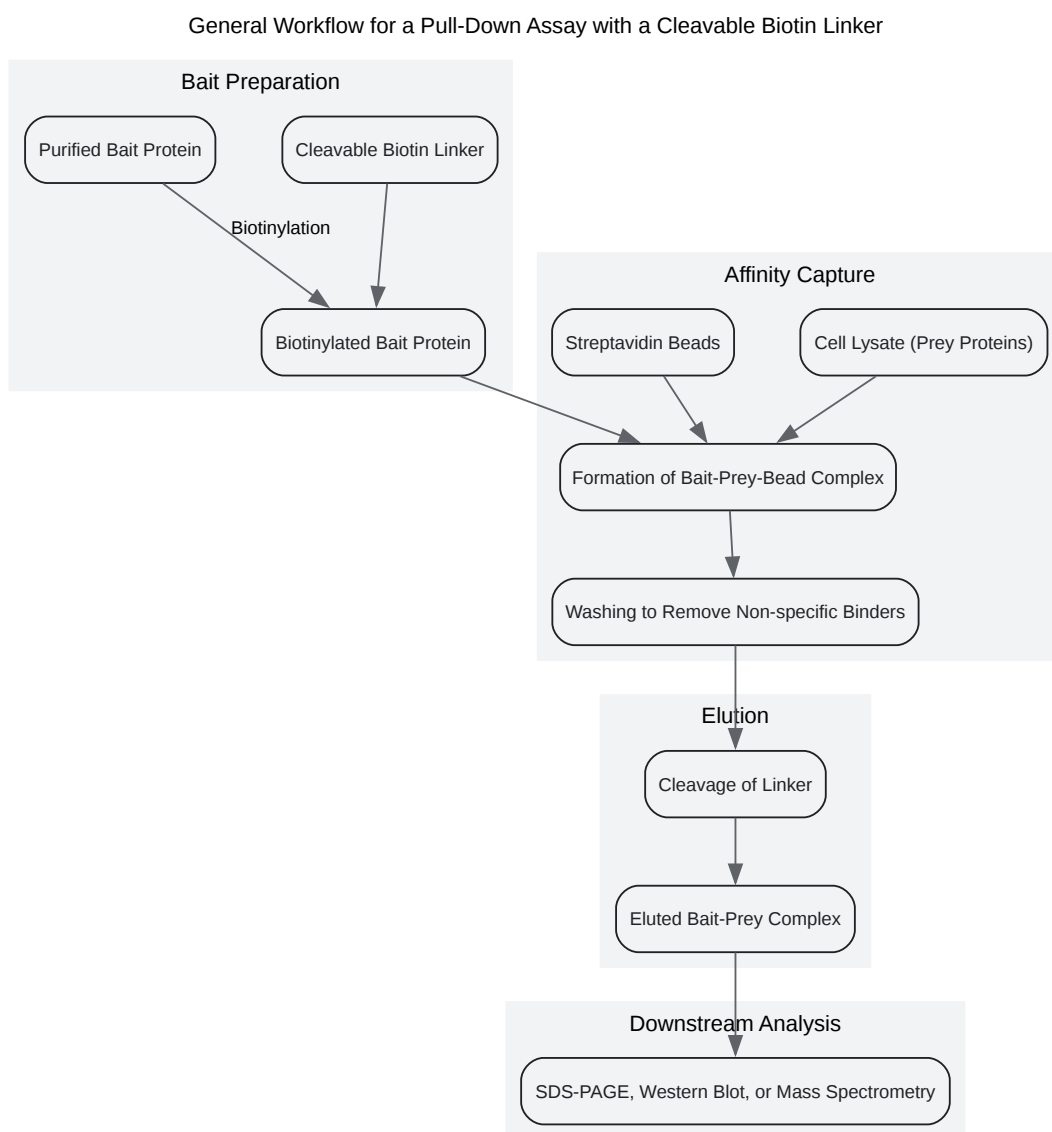 General Workflow for a Pull-Down Assay with a Cleavable Biotin Linker
Bait Preparation
Purified Bait Protein
Cleavable Biotin Linker
Biotinylation
Biotinylated Bait Protein
Affinity Capture
Streptavidin Beads
Cell Lysate (Prey Proteins)
Formation of Bait-Prey-Bead Complex
Washing to Remove Non-specific Binders
Elution
Cleavage of Linker
Eluted Bait-Prey Complex
Downstream Analysis
SDS-PAGE, Western Blot, or Mass Spectrometry